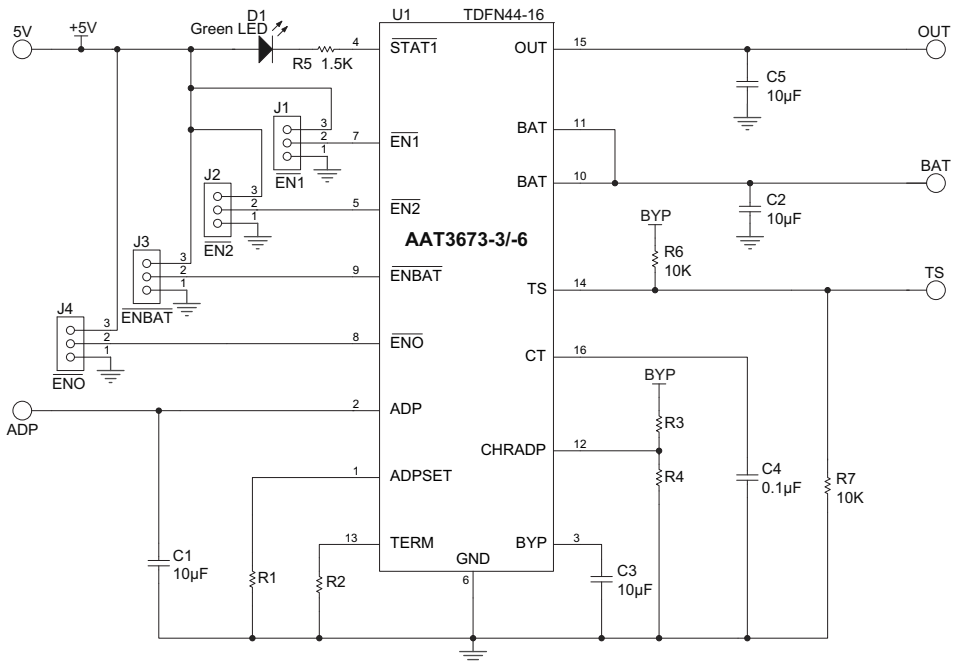 5V
+5V
D1
Green LED
R5 1.5K
U1
TDFN44-16
4
STAT1
OUT
15
OUT
C5
10µF
J1
3
2
1
EN1
7
EN1
BAT
11
BAT
10
BAT
C2
10µF
J2
3
2
1
EN2
5
EN2
AAT3673-3/-6
BYP
R6
10K
J3
3
2
1
ENBAT
9
ENBAT
TS
14
TS
J4
3
2
1
ENO
8
ENO
CT
16
BYP
R3
ADP
2
ADP
CHRADP
12
R4
1
ADPSET
C4
0.1µF
R7
10K
13
TERM
BYP
3
GND
6
C1
10µF
R1
R2
C3
10µF